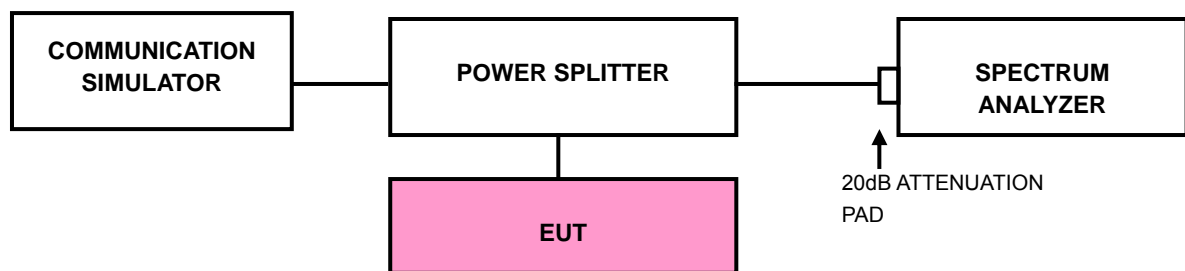 COMMUNICATION
SIMULATOR
POWER SPLITTER
SPECTRUM
ANALYZER
20dB ATTENUATION
PAD
EUT